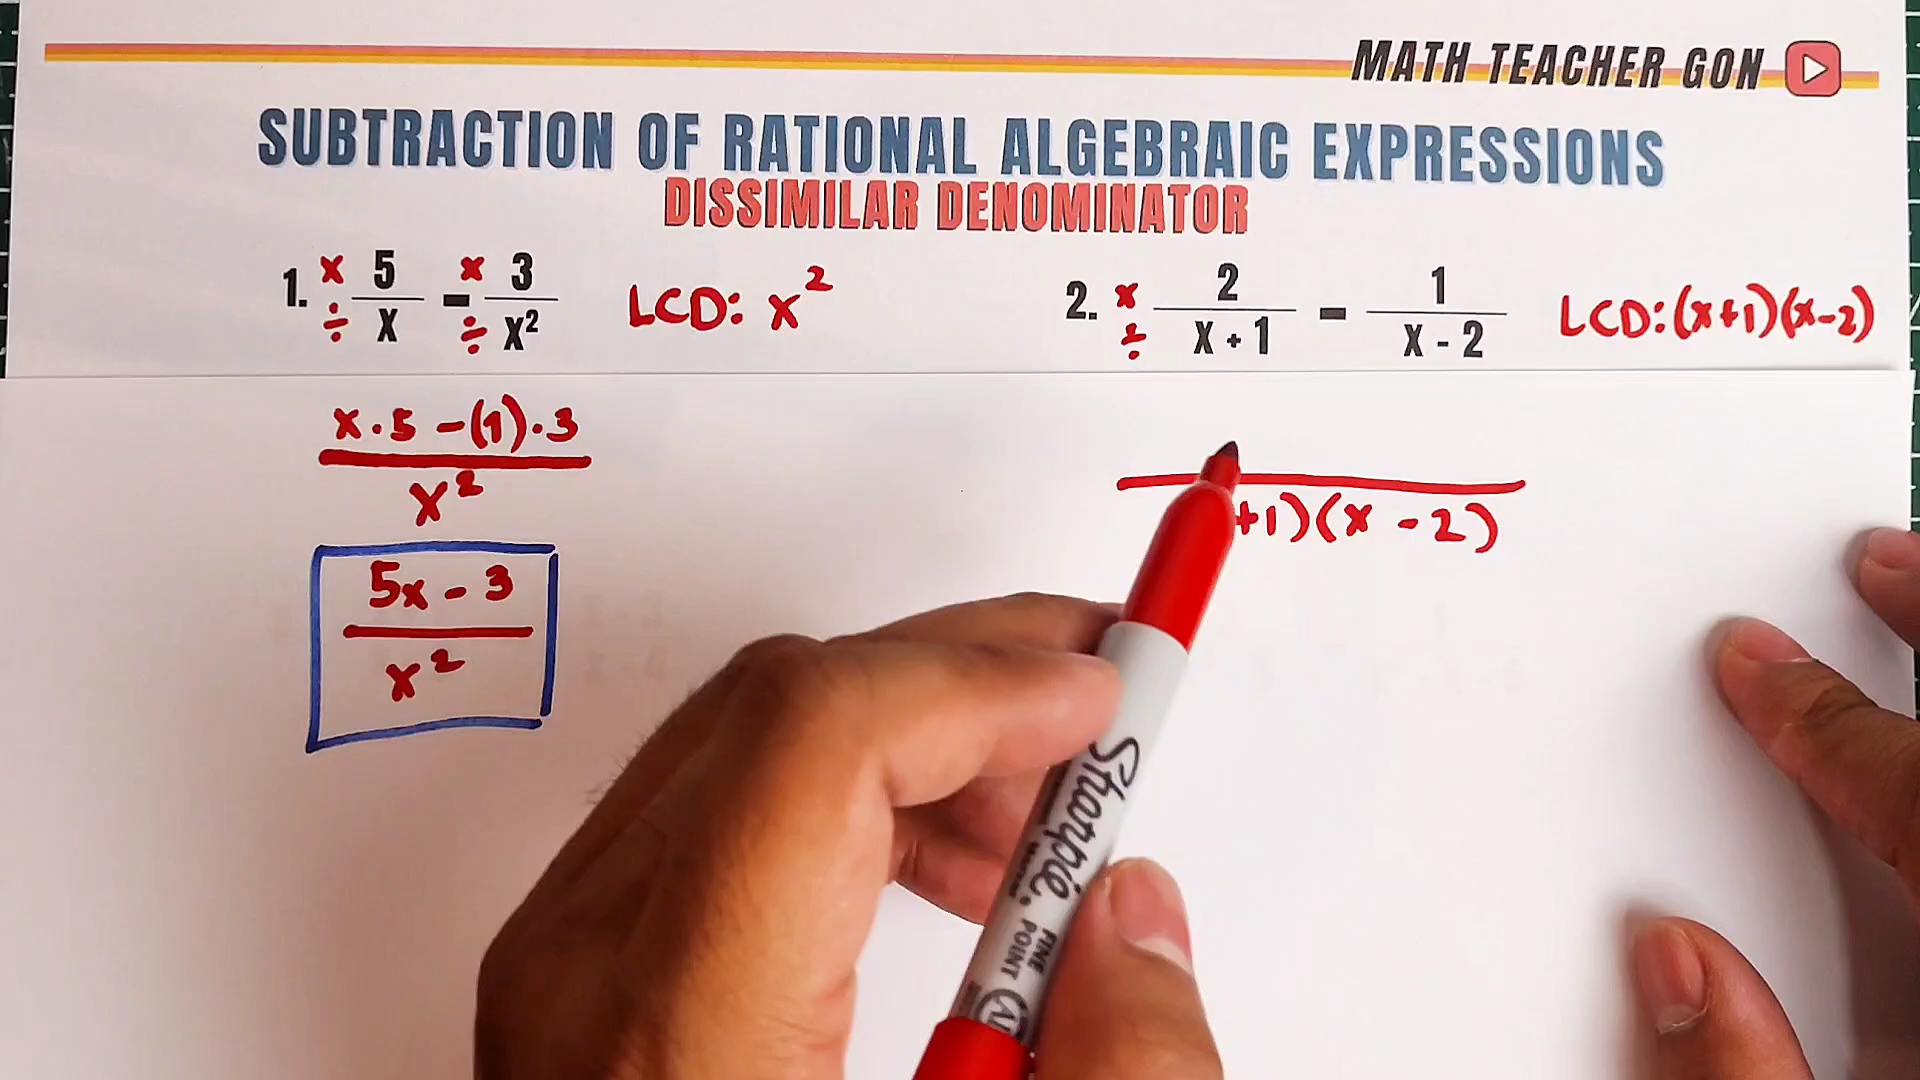 MATH TEACHER GON
SUBTRACTION OF RATIONAL ALGEBRAIC EXPRESSIONS
DISSIMILAR DENOMINATOR
1. × 5 - × 3 LCD: x²
÷ X ÷ X²
2. × 2 - 1 LCD: (x+1)(x-2)
÷ X + 1 X - 2
x · 5 - (1) · 3
x²
5x - 3
x²
+1)(x - 2)
Sharpie.
FINE
POINT